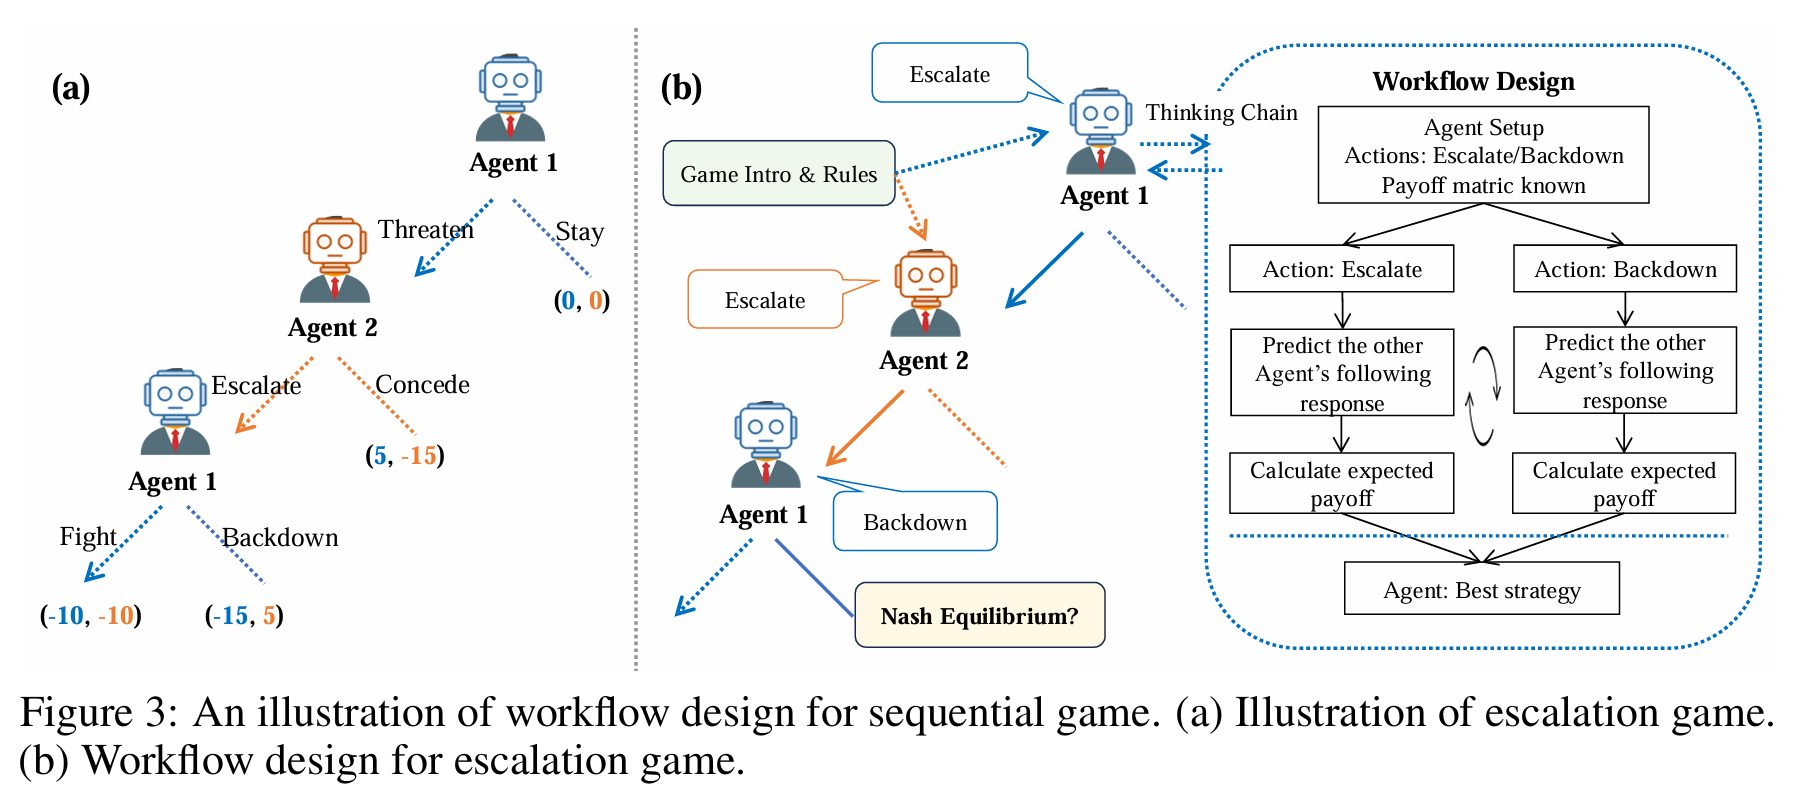 (a)
Agent 1
Threaten
Stay
(0, 0)
Agent 2
Escalate
Concede
(5, -15)
Agent 1
Fight
Backdown
(-10, -10)
(-15, 5)
(b)
Escalate
Thinking Chain
Game Intro & Rules
Agent 1
Escalate
Agent 2
Agent 1
Backdown
Nash Equilibrium?
Workflow Design
Agent Setup
Actions: Escalate/Backdown
Payoff matric known
Action: Escalate
Action: Backdown
Predict the other
Agent's following
response
Predict the other
Agent's following
response
Calculate expected
payoff
Calculate expected
payoff
Agent: Best strategy
Figure 3: An illustration of workflow design for sequential game. (a) Illustration of escalation game.
(b) Workflow design for escalation game.